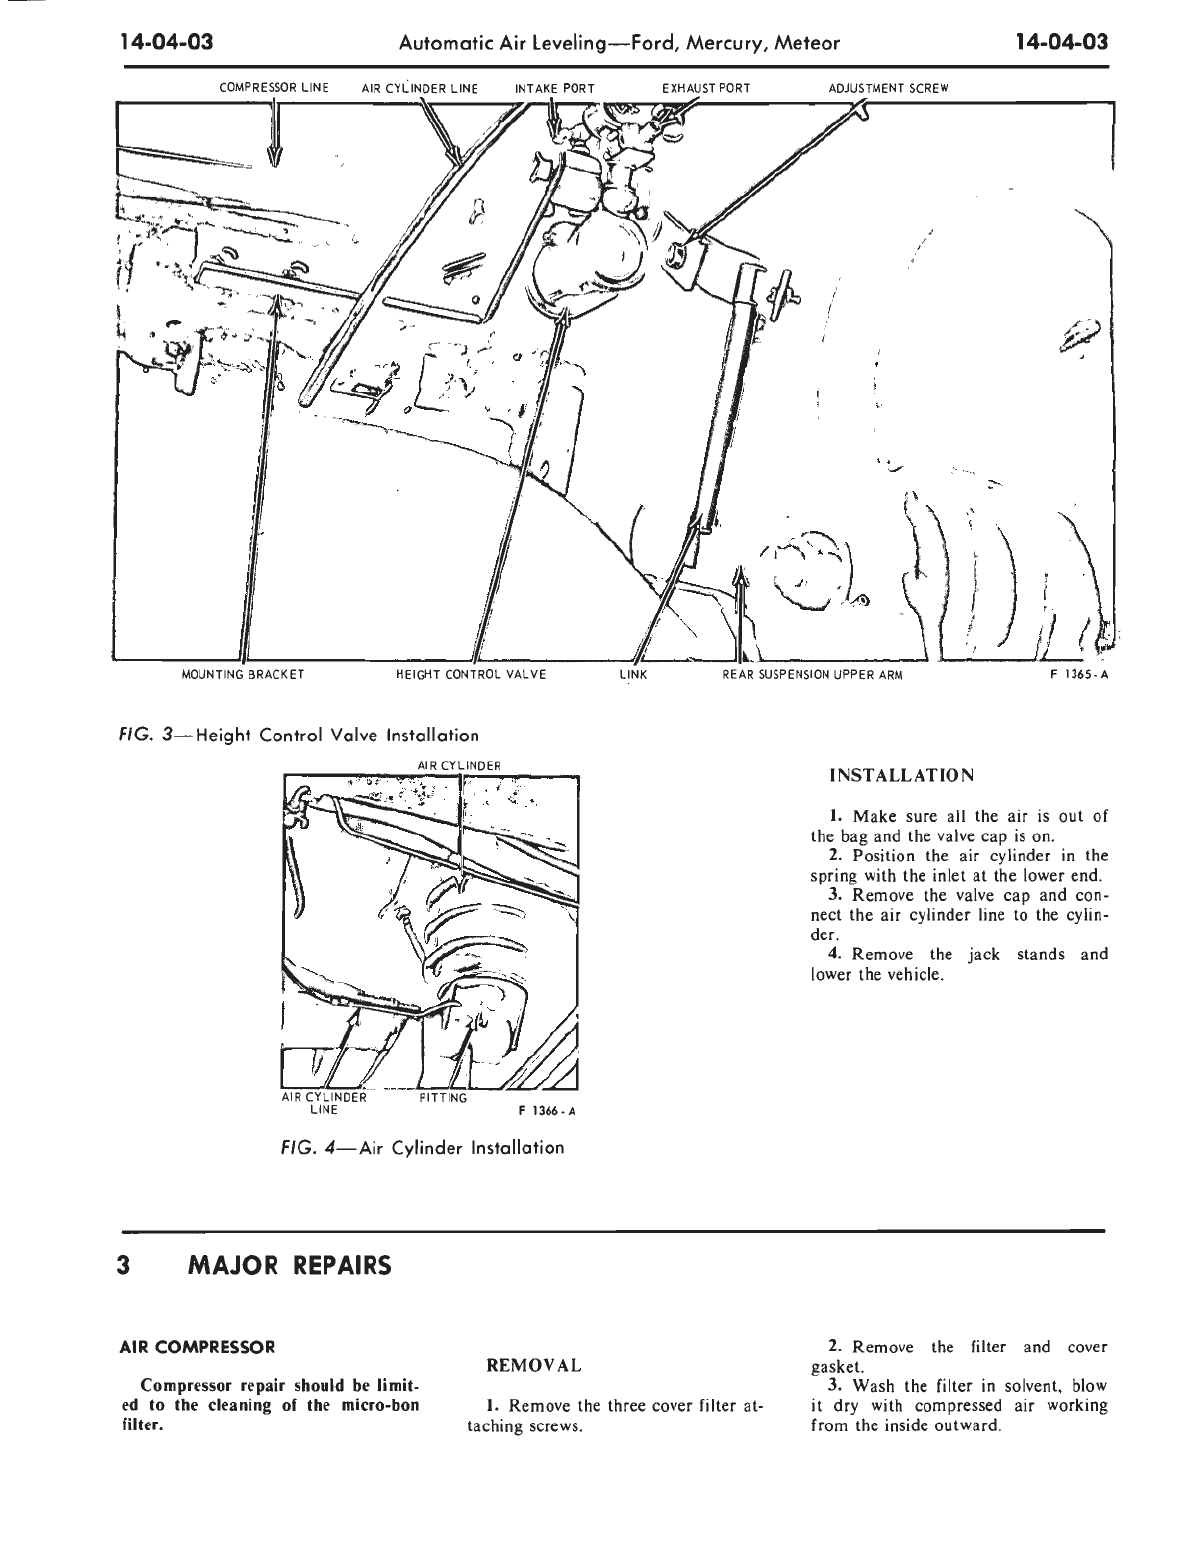 14-04-03 Automatic Air Leveling—Ford, Mercury, Meteor 14-04-03
COMPRESSOR LINE AIR CYLINDER LINE INTAKE PORT EXHAUST PORT ADJUSTMENT SCREW
MOUNTING BRACKET HEIGHT CONTROL VALVE LINK REAR SUSPENSION UPPER ARM F 1365-A
FIG. 3—Height Control Valve Installation
AIR CYLINDER
AIR CYLINDER
LINE
FITTING
F 1366-A
FIG. 4—Air Cylinder Installation
INSTALLATION
1. Make sure all the air is out of
the bag and the valve cap is on.
2. Position the air cylinder in the
spring with the inlet at the lower end.
3. Remove the valve cap and con-
nect the air cylinder line to the cylin-
der.
4. Remove the jack stands and
lower the vehicle.
3 MAJOR REPAIRS
AIR COMPRESSOR
Compressor repair should be limit-
ed to the cleaning of the micro-bon
filter.
REMOVAL
1. Remove the three cover filter at-
taching screws.
2. Remove the filter and cover
gasket.
3. Wash the filter in solvent, blow
it dry with compressed air working
from the inside outward.